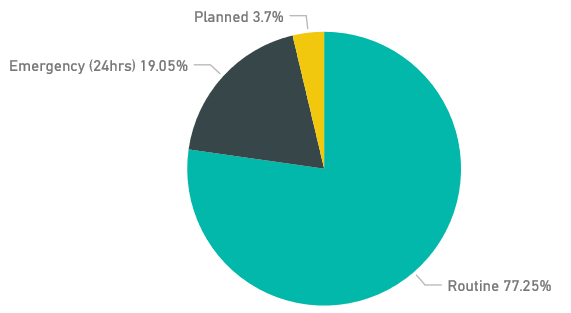 Planned 3.7%
Emergency (24hrs) 19.05%
Routine 77.25%